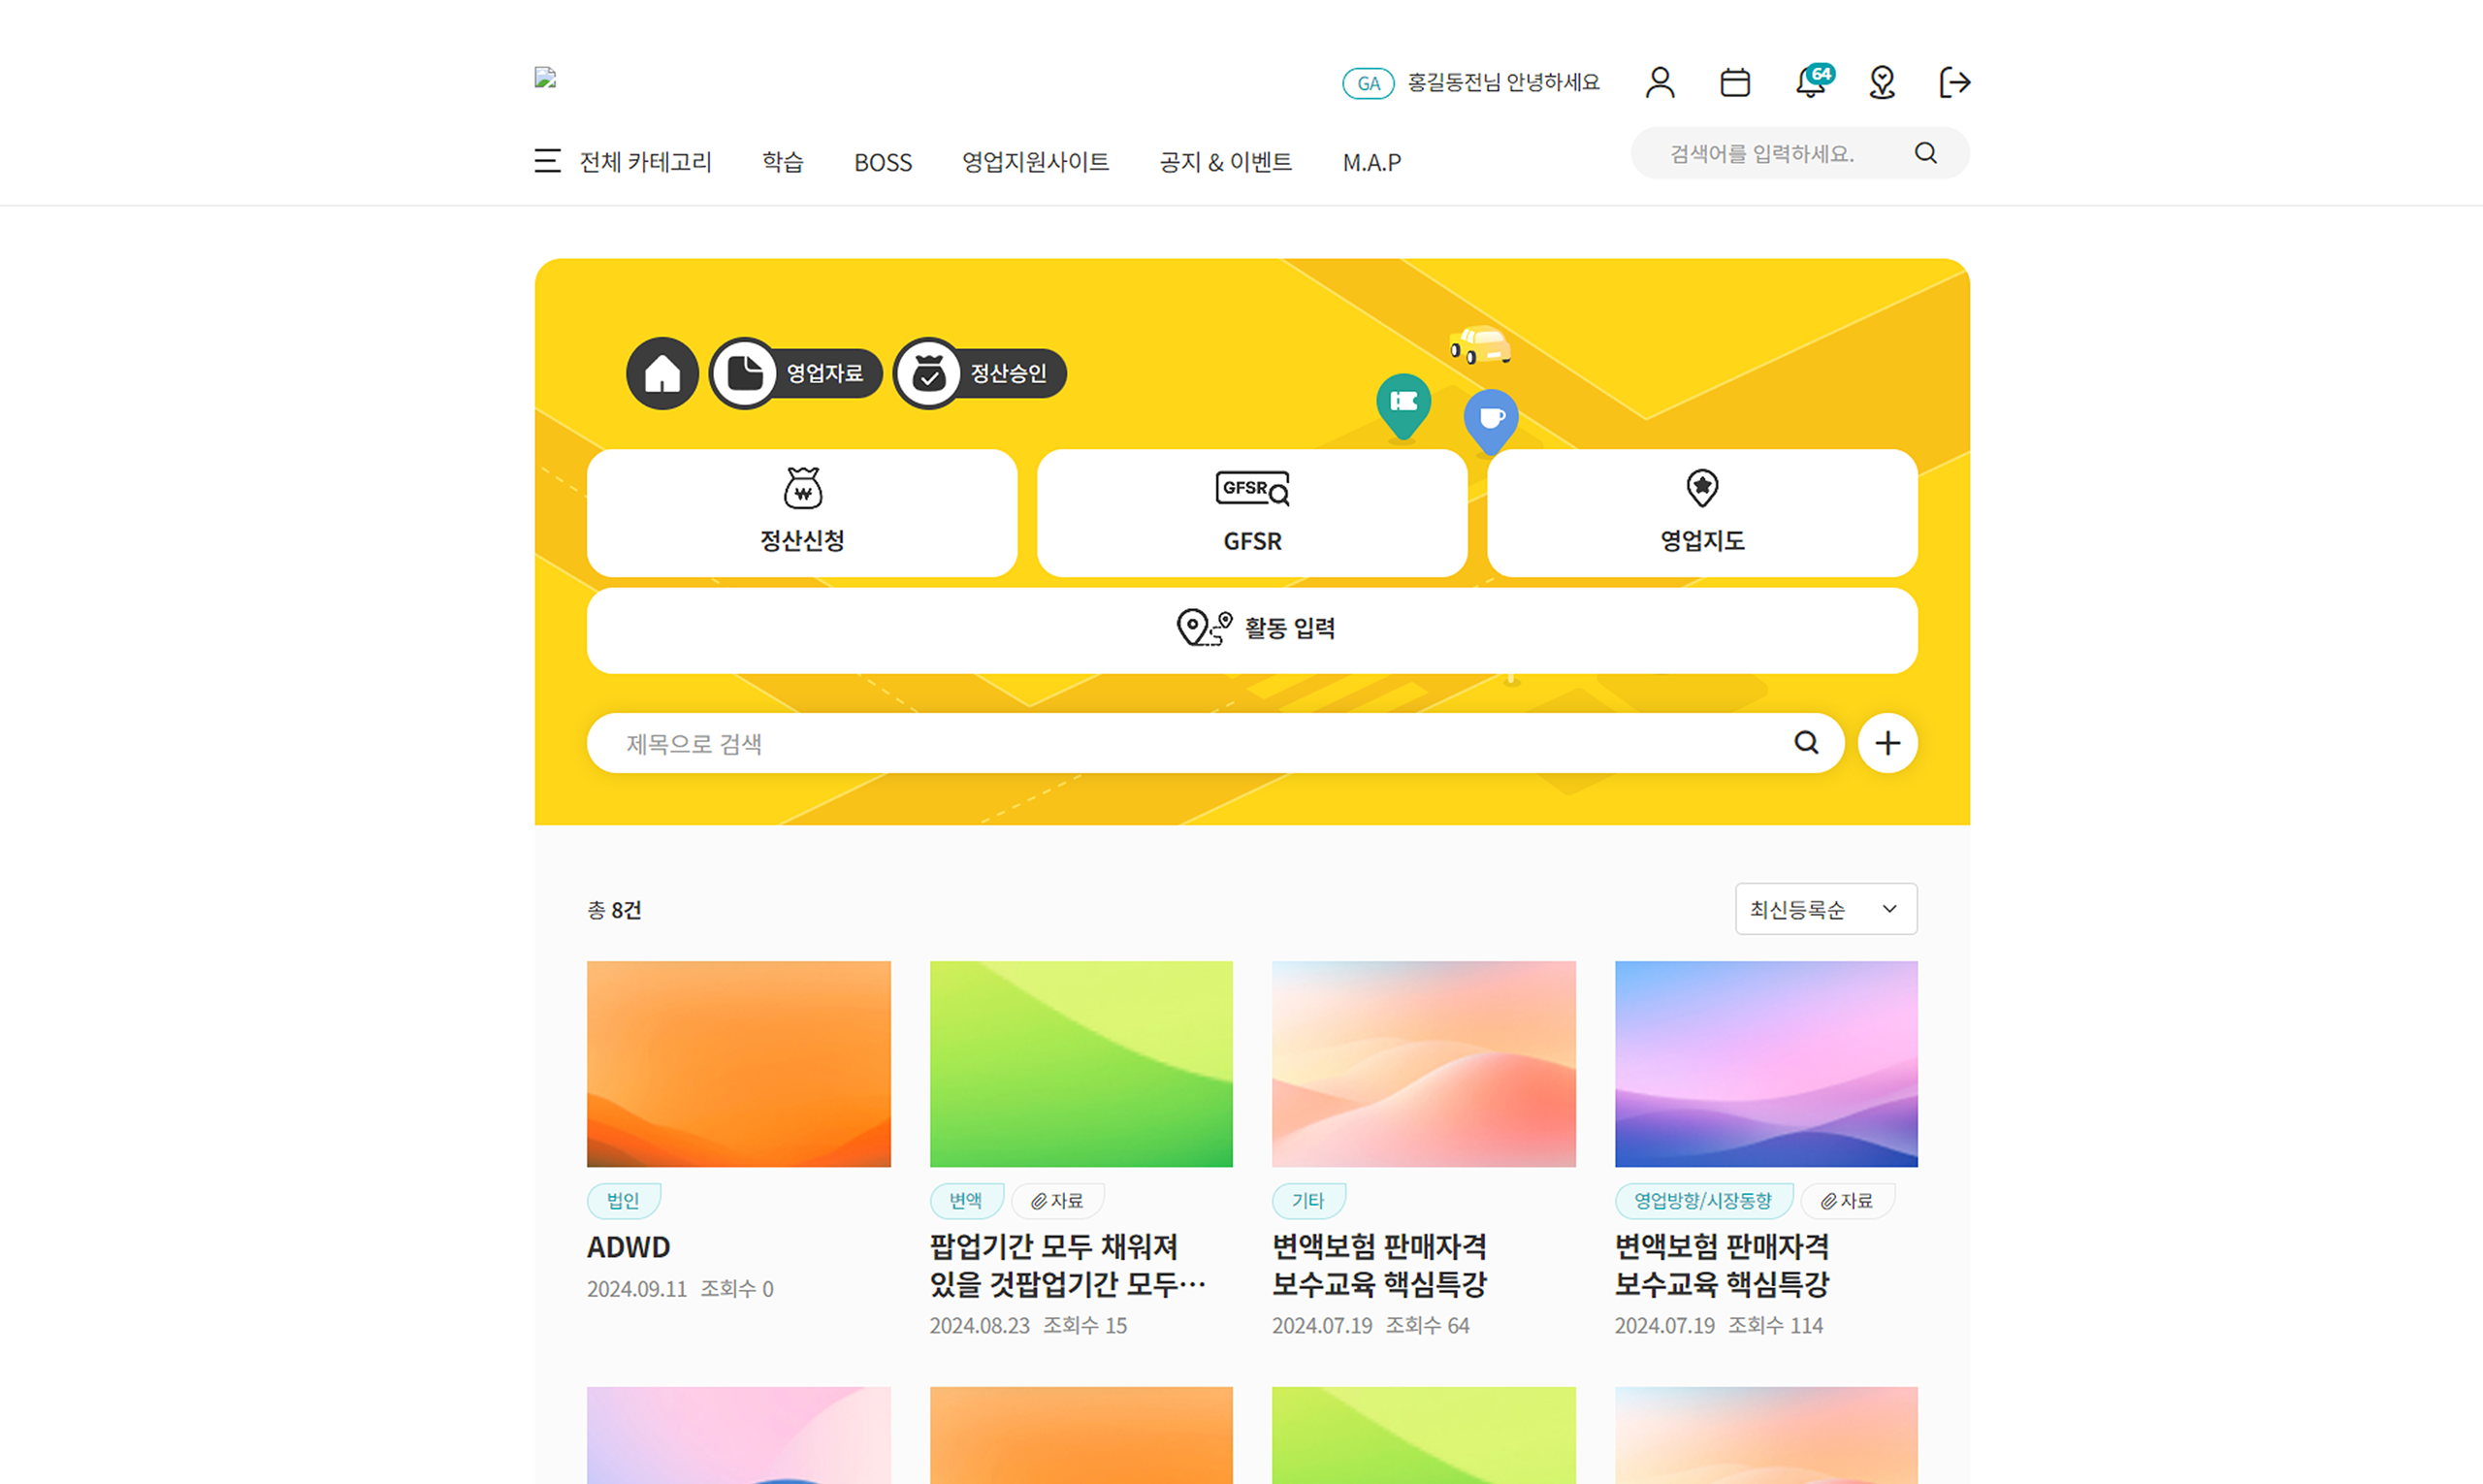 GA 홍길동전님 안녕하세요 64
전체 카테고리 학습 BOSS 영업지원사이트 공지 & 이벤트 M.A.P 검색어를 입력하세요.
영업자료 정산승인
₩ GFSR
정산신청 GFSR 영업지도
활동 입력
제목으로 검색
총 8건 최신등록순
법인
ADWD
2024.09.11 조회수 0
변액 자료
팝업기간 모두 채워져
있을 것팝업기간 모두···
2024.08.23 조회수 15
기타
변액보험 판매자격
보수교육 핵심특강
2024.07.19 조회수 64
영업방향/시장동향 자료
변액보험 판매자격
보수교육 핵심특강
2024.07.19 조회수 114